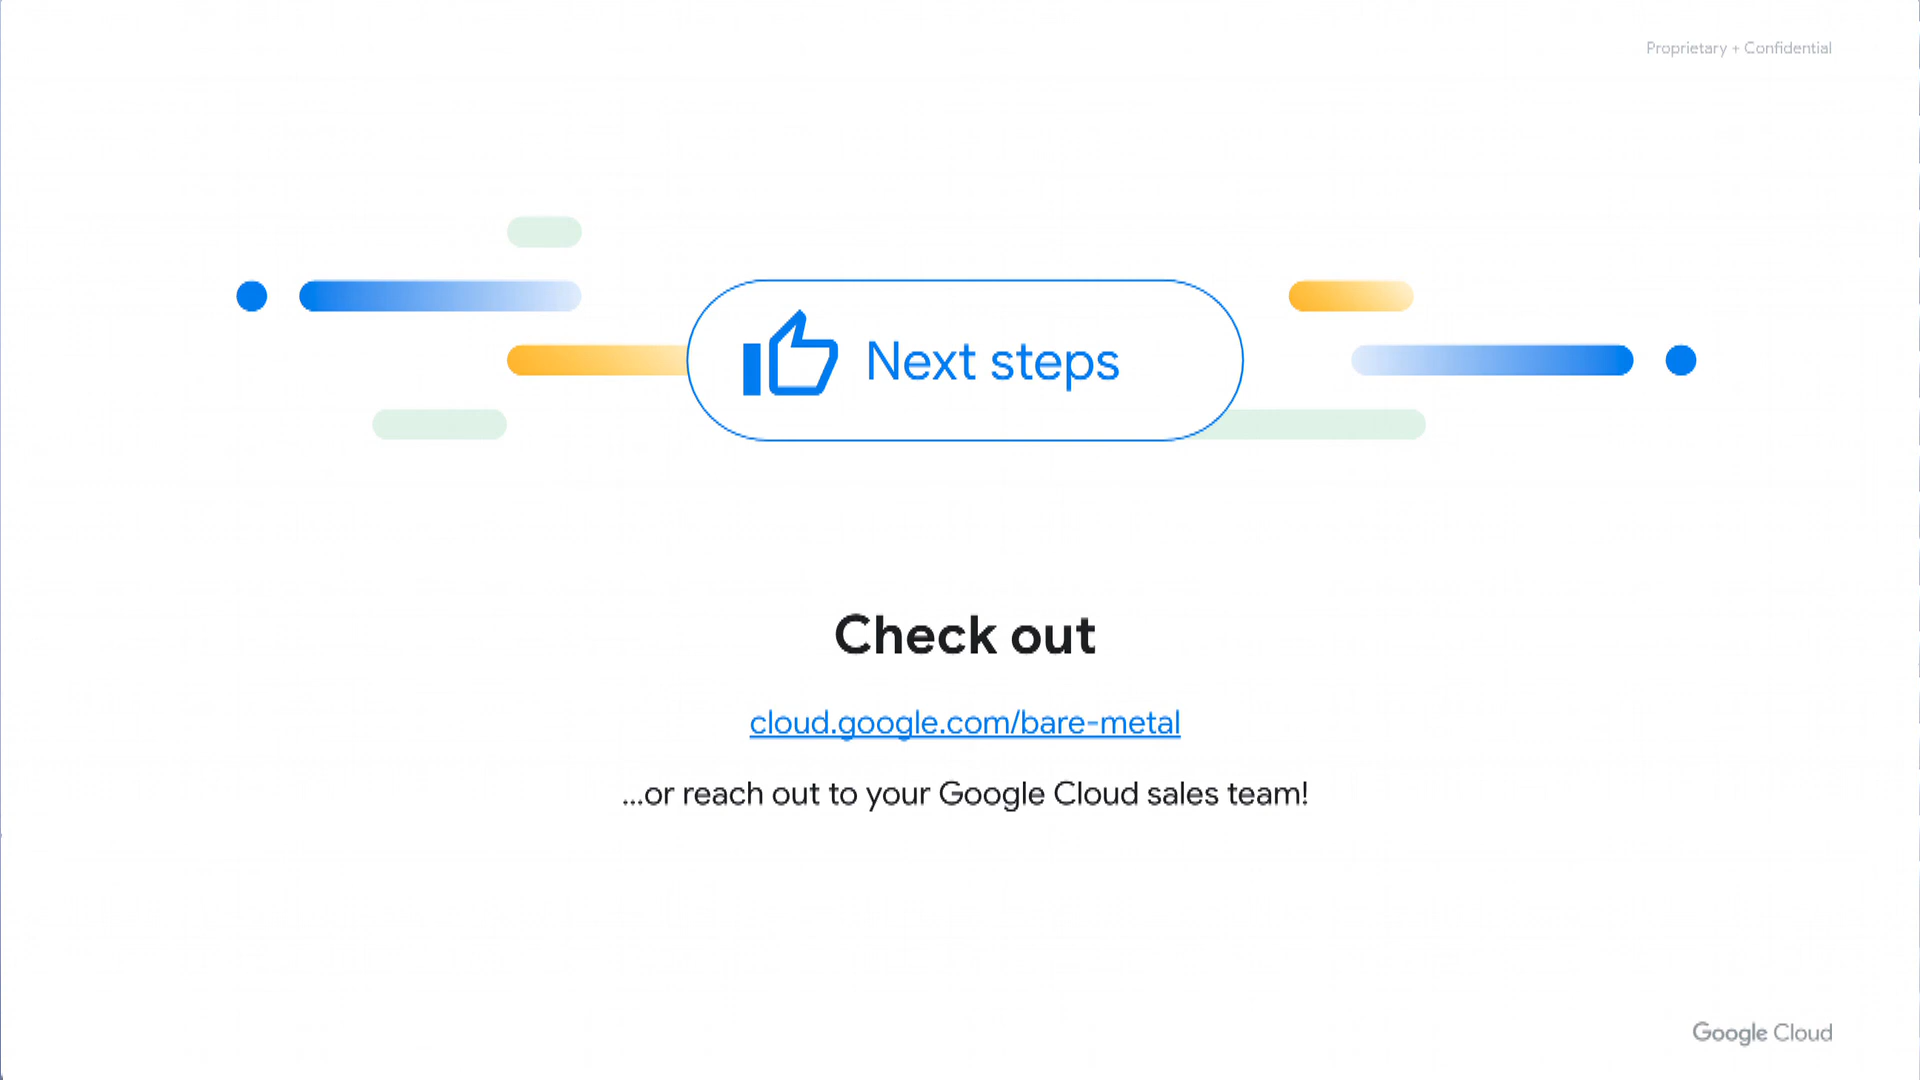 Proprietary + Confidential
Next steps
Check out
cloud.google.com/bare-metal
...or reach out to your Google Cloud sales team!
Google Cloud